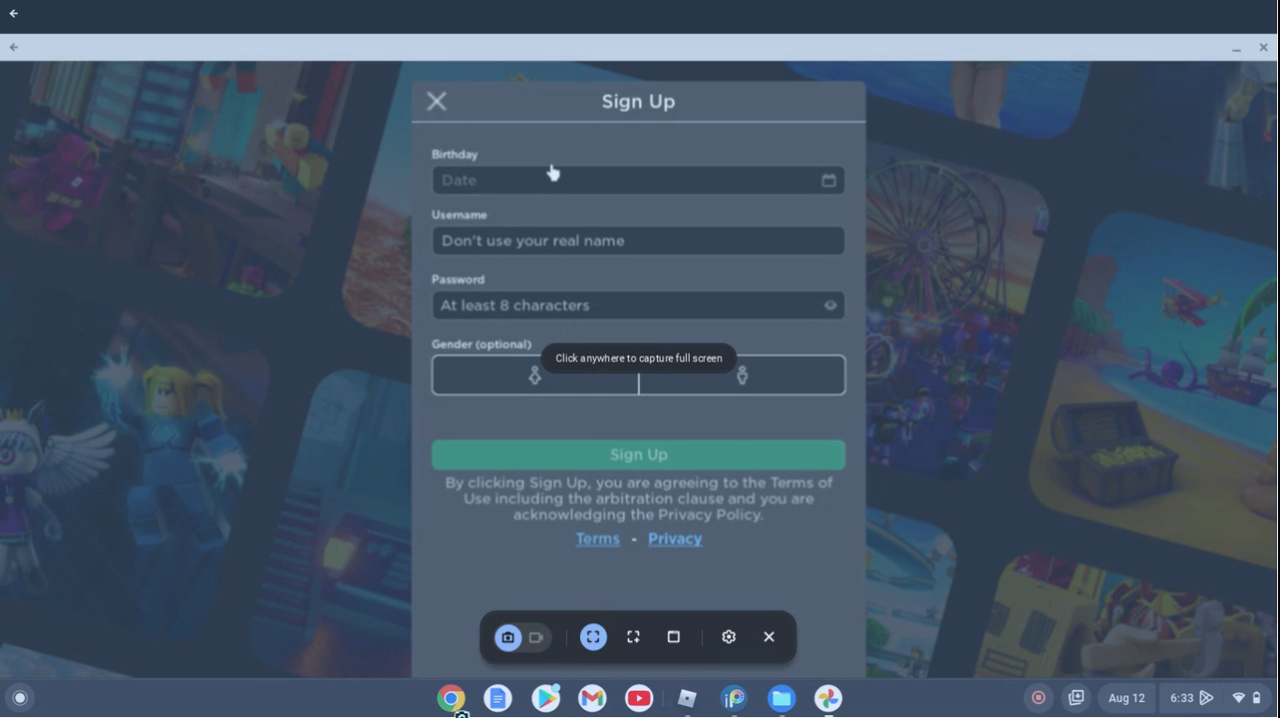 Sign Up
Birthday
Date
Username
Don't use your real name
Password
At least 8 characters
Gender (optional)
Click anywhere to capture full screen
Sign Up
By clicking Sign Up, you are agreeing to the Terms of
Use including the arbitration clause and you are
acknowledging the Privacy Policy.
Terms - Privacy
Aug 12
6:33